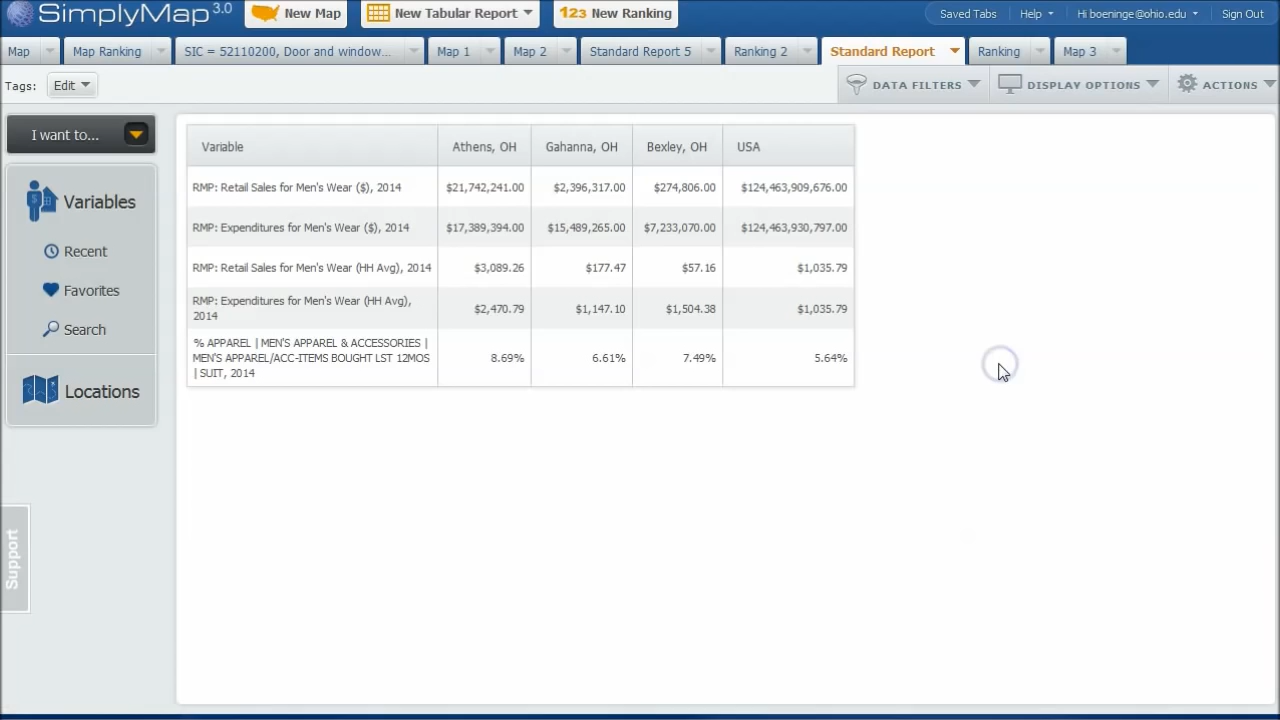 SimplyMap 3.0
New Map
New Tabular Report
123 New Ranking
Saved Tabs
Help
Hi boeninge@ohio.edu
Sign Out
Map
Map Ranking
SIC = 52110200, Door and window...
Map 1
Map 2
Standard Report 5
Ranking 2
Standard Report
Ranking
Map 3
Tags:
Edit
DATA FILTERS
DISPLAY OPTIONS
ACTIONS
I want to...
Variables
Recent
Favorites
Search
Locations
Support
Variable Athens, OH Gahanna, OH Bexley, OH USA
RMP: Retail Sales for Men's Wear ($), 2014 $21,742,241.00 $2,396,317.00 $274,806.00 $124,463,909,676.00
RMP: Expenditures for Men's Wear ($), 2014 $17,389,394.00 $15,489,265.00 $7,233,070.00 $124,463,930,797.00
RMP: Retail Sales for Men's Wear (HH Avg), 2014 $3,089.26 $177.47 $57.16 $1,035.79
RMP: Expenditures for Men's Wear (HH Avg),
2014 $2,470.79 $1,147.10 $1,504.38 $1,035.79
% APPAREL | MEN'S APPAREL & ACCESSORIES |
MEN'S APPAREL/ACC-ITEMS BOUGHT LST 12MOS 8.69% 6.61% 7.49% 5.64%
| SUIT, 2014